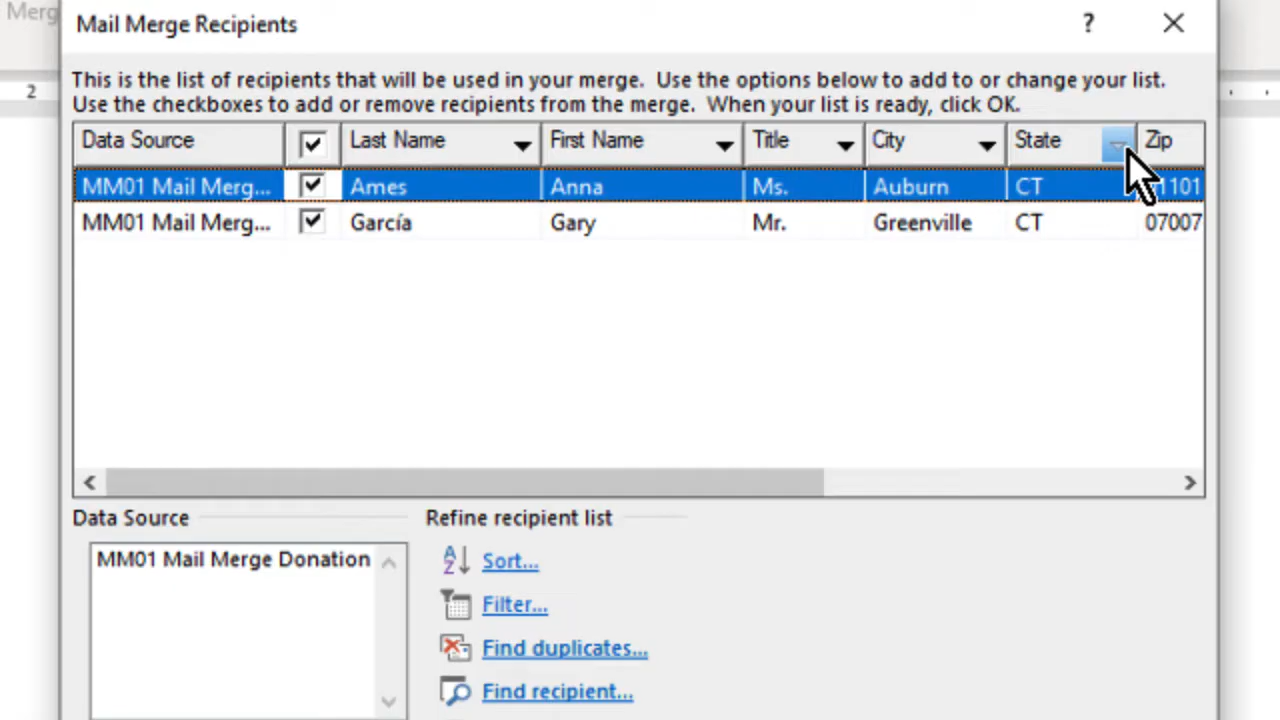 Merg
Mail Merge Recipients
?
This is the list of recipients that will be used in your merge. Use the options below to add to or change your list.
Use the checkboxes to add or remove recipients from the merge. When your list is ready, click OK.
2
Data Source Last Name First Name Title City State Zip
MM01 Mail Merg... Ames Anna Ms. Auburn CT 1101
MM01 Mail Merg... García Gary Mr. Greenville CT 07007
Data Source Refine recipient list
MM01 Mail Merge Donation
Sort...
Filter...
Find duplicates...
Find recipient...